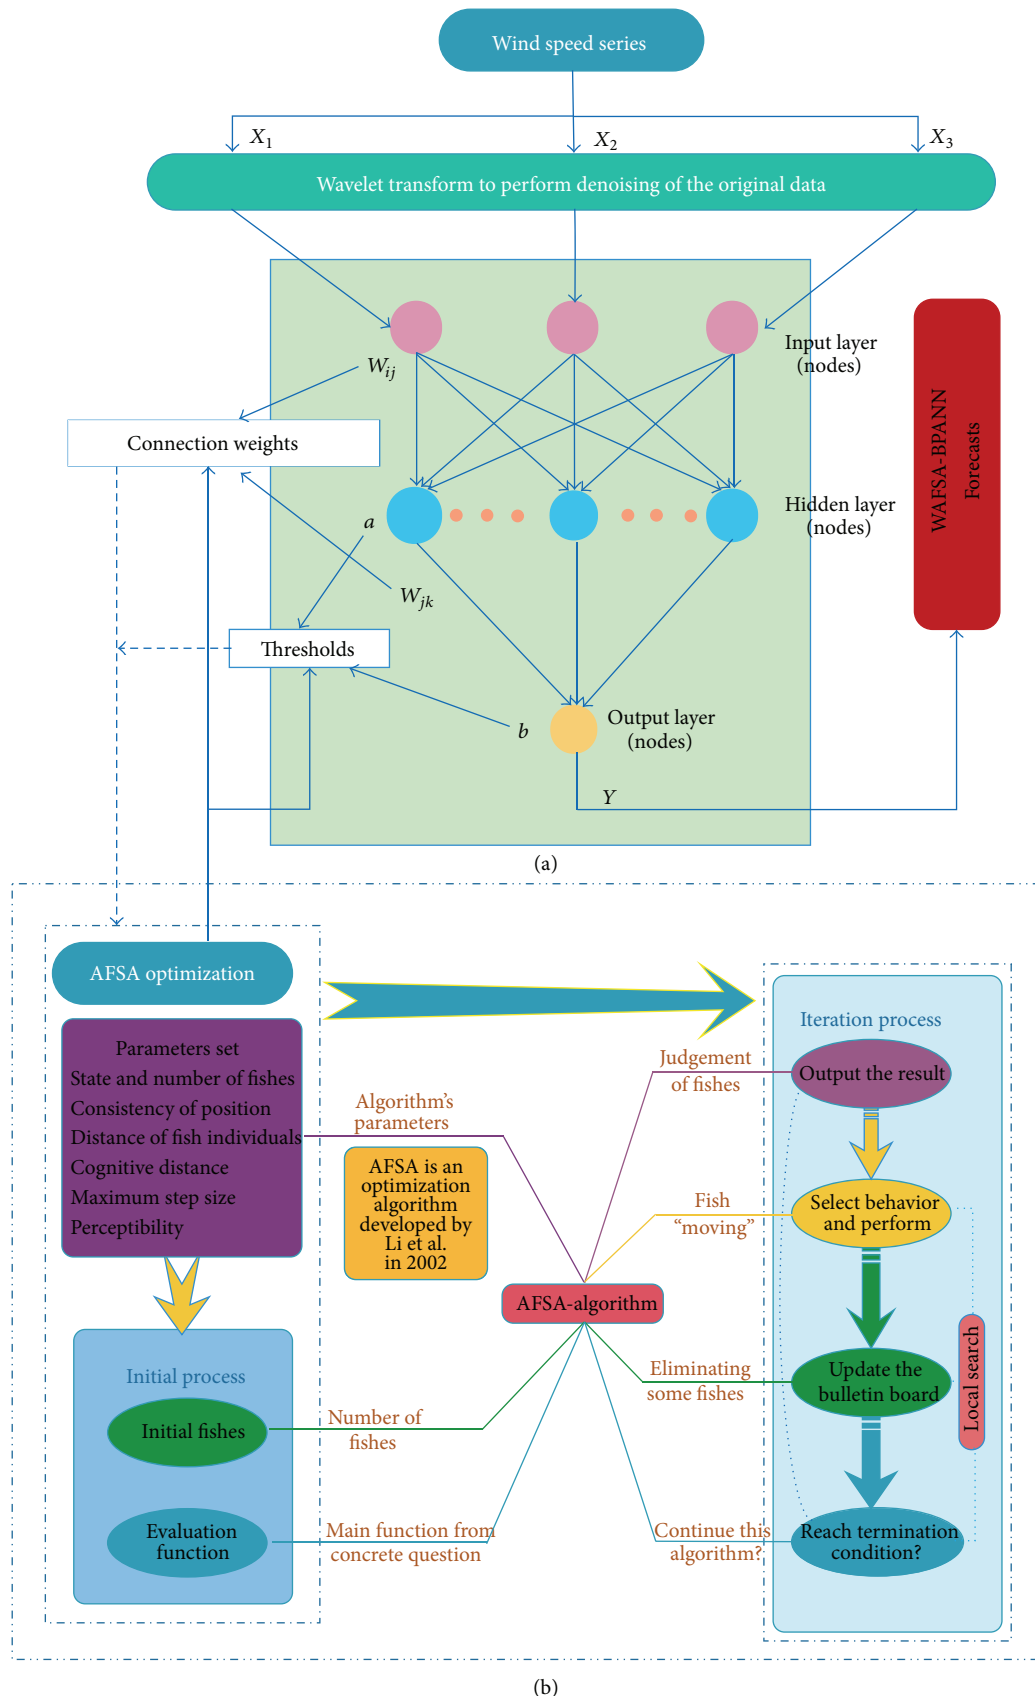 Wind speed series
X1
X2
X3
Wavelet transform to perform denoising of the original data
Input layer
(nodes)
Wij
Connection weights
Hidden layer
(nodes)
a
Wjk
Thresholds
b
Output layer
(nodes)
Y
WAFSA-BPANN
Forecasts
(a)
AFSA optimization
Parameters set
State and number of fishes
Consistency of position
Distance of fish individuals
Cognitive distance
Maximum step size
Perceptibility
Initial process
Initial fishes
Evaluation
function
Algorithm's
parameters
AFSA is an
optimization
algorithm
developed by
Li et al.
in 2002
AFSA-algorithm
Number of
fishes
Main function from
concrete question
Judgement
of fishes
Fish
"moving"
Eliminating
some fishes
Continue this
algorithm?
Iteration process
Output the result
Select behavior
and perform
Update the
bulletin board
Local search
Reach termination
condition?
(b)